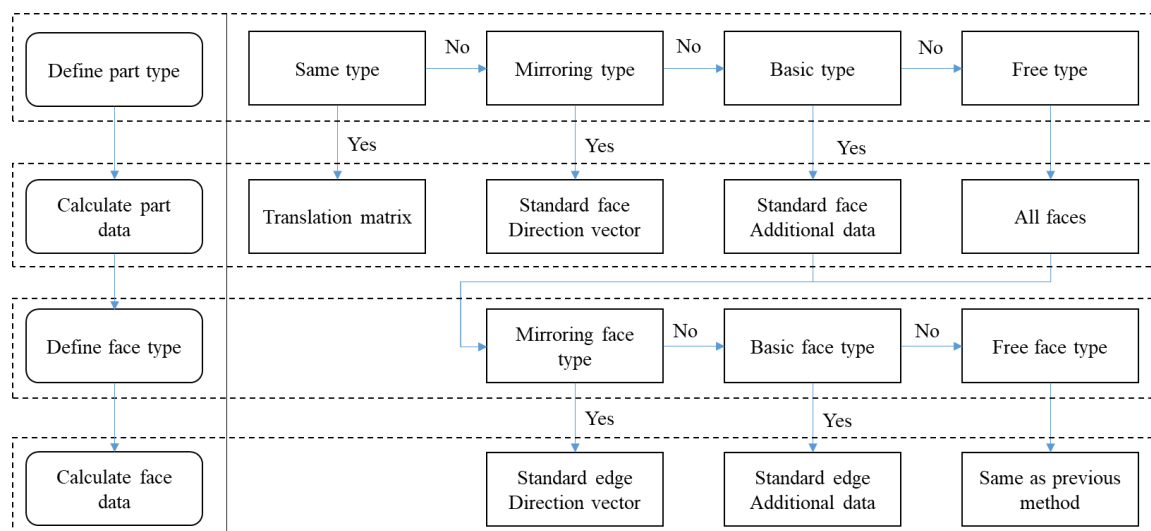 No
No
No
Define part type
Same type
Mirroring type
Basic type
Free type
Yes
Yes
Yes
Calculate part
data
Translation matrix
Standard face
Direction vector
Standard face
Additional data
All faces
Define face type
Mirroring face
type
No
Basic face type
No
Free face type
Yes
Yes
Calculate face
data
Standard edge
Direction vector
Standard edge
Additional data
Same as previous
method